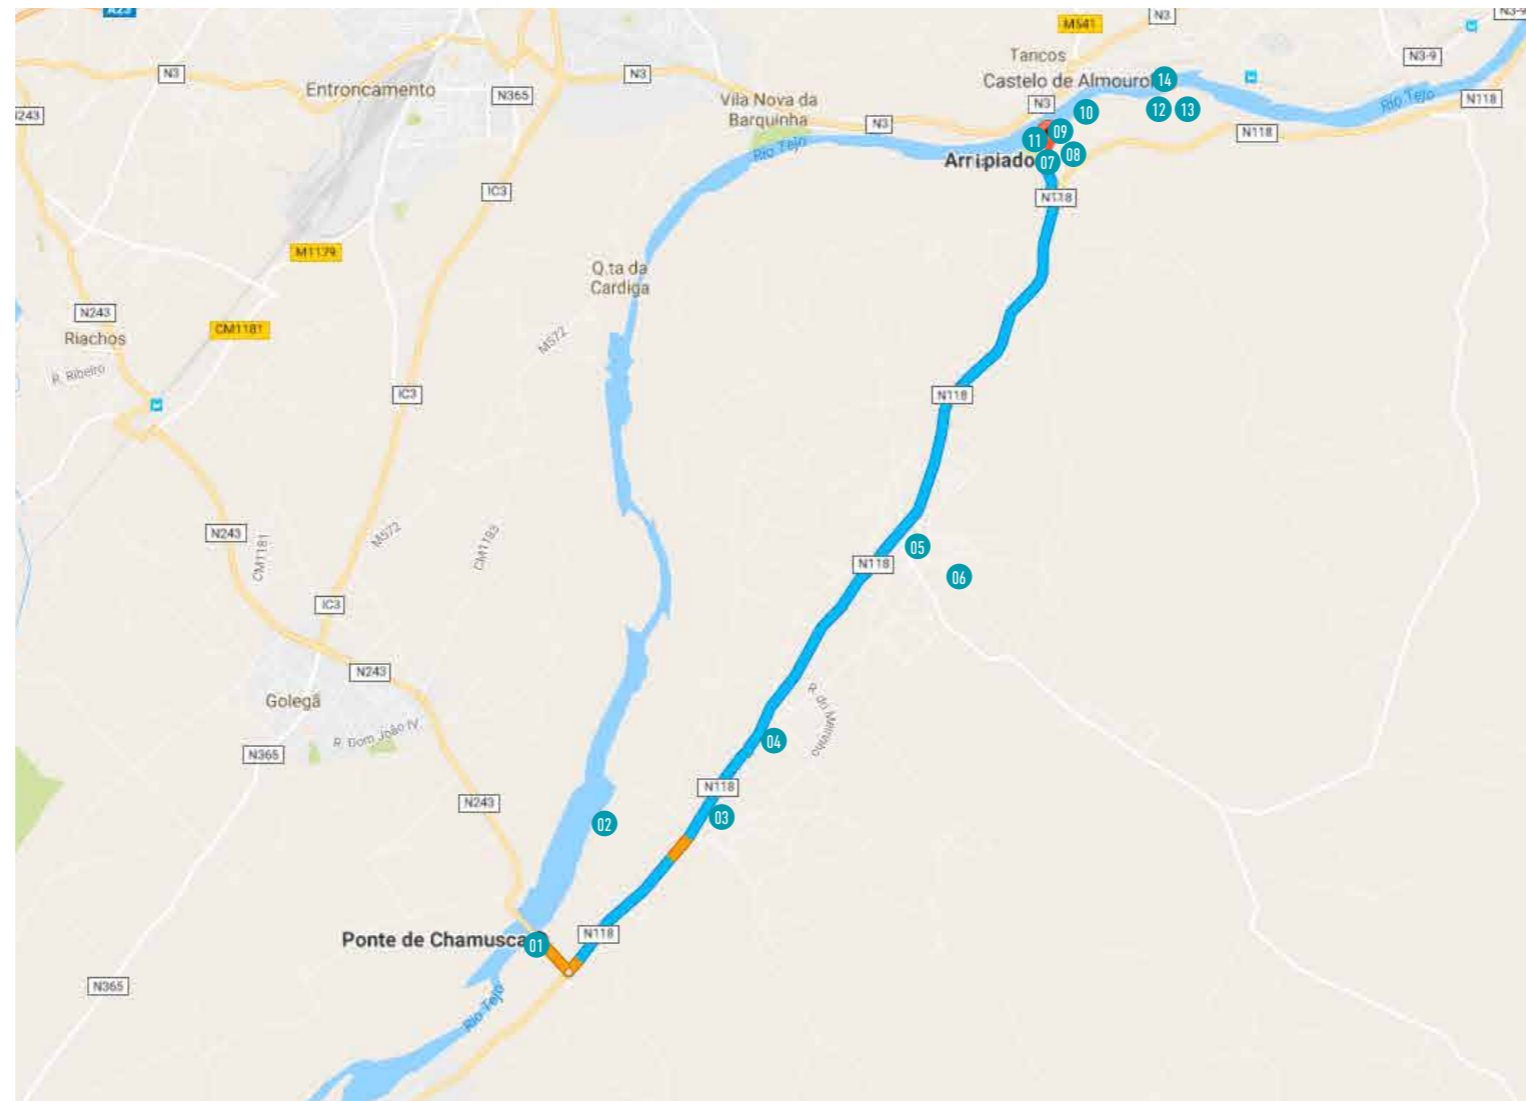 A23
N3
M541
N3-9
Tancos
N3
N3
N3-9
Entroncamento
Castelo de Almourol
14
N365
Vila Nova da
Barquinha
N3
Rio Tejo
N118
12
13
N243
10
N3
N118
09
11
Rio Tejo
Arripiado
08
07
IC3
N118
M1179
Q.ta da
Cardiga
N243
CM1181
Riachos
M572
R. Ribeiro
IC3
N118
N243
M572
CM1183
CM1181
05
N118
06
IC3
N243
Golegã
R. do Moinho
R. Dom João IV
04
N365
N118
N243
03
02
Ponte de Chamusca
01
N118
N365
Rio Tejo